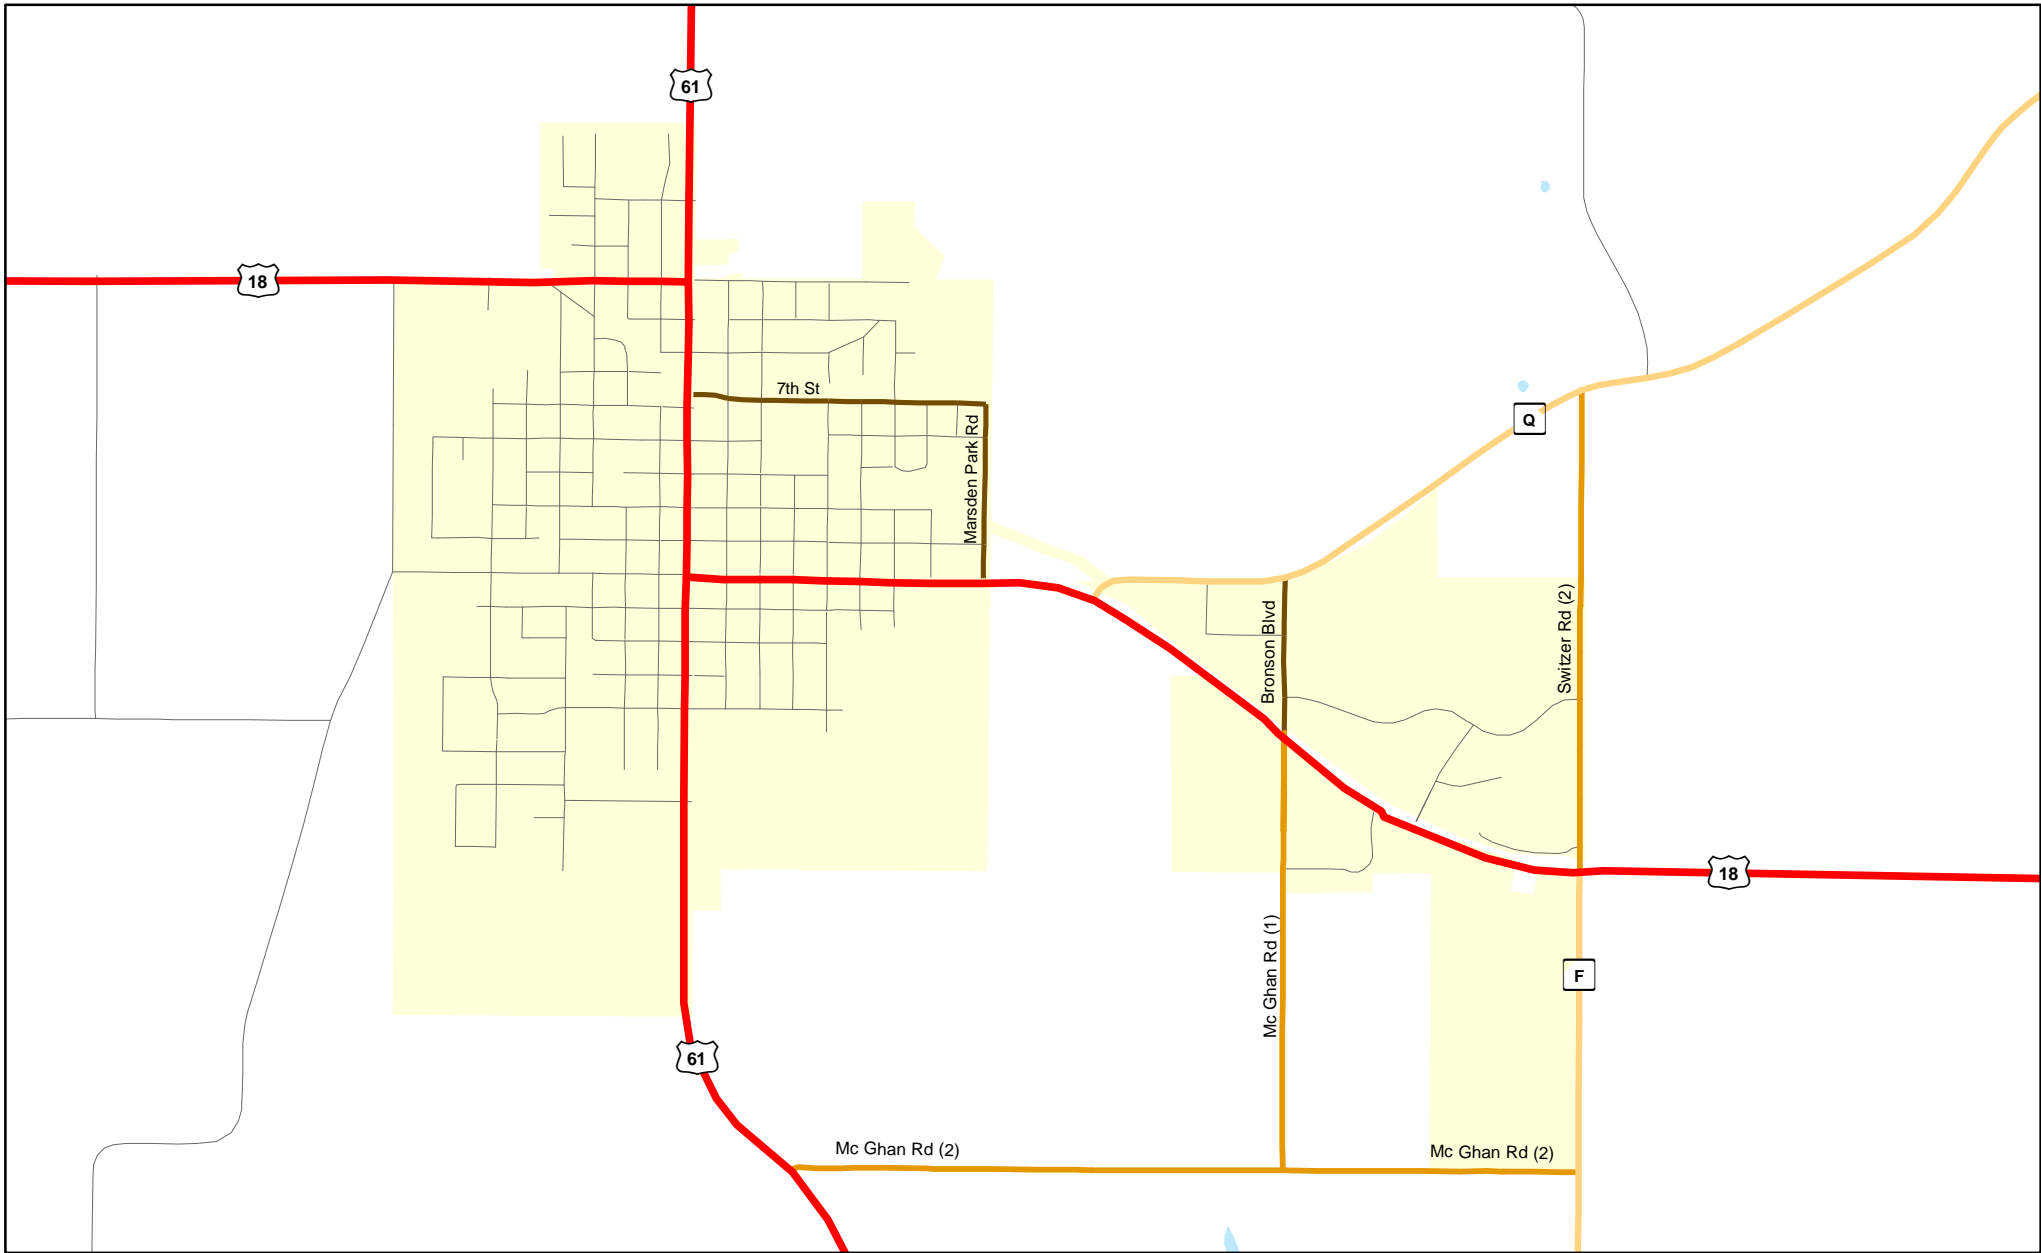 61
18
7th St
Marsden Park Rd
Q
Bronson Blvd
Switzer Rd (2)
18
Mc Ghan Rd (1)
F
61
Mc Ghan Rd (2)
Mc Ghan Rd (2)